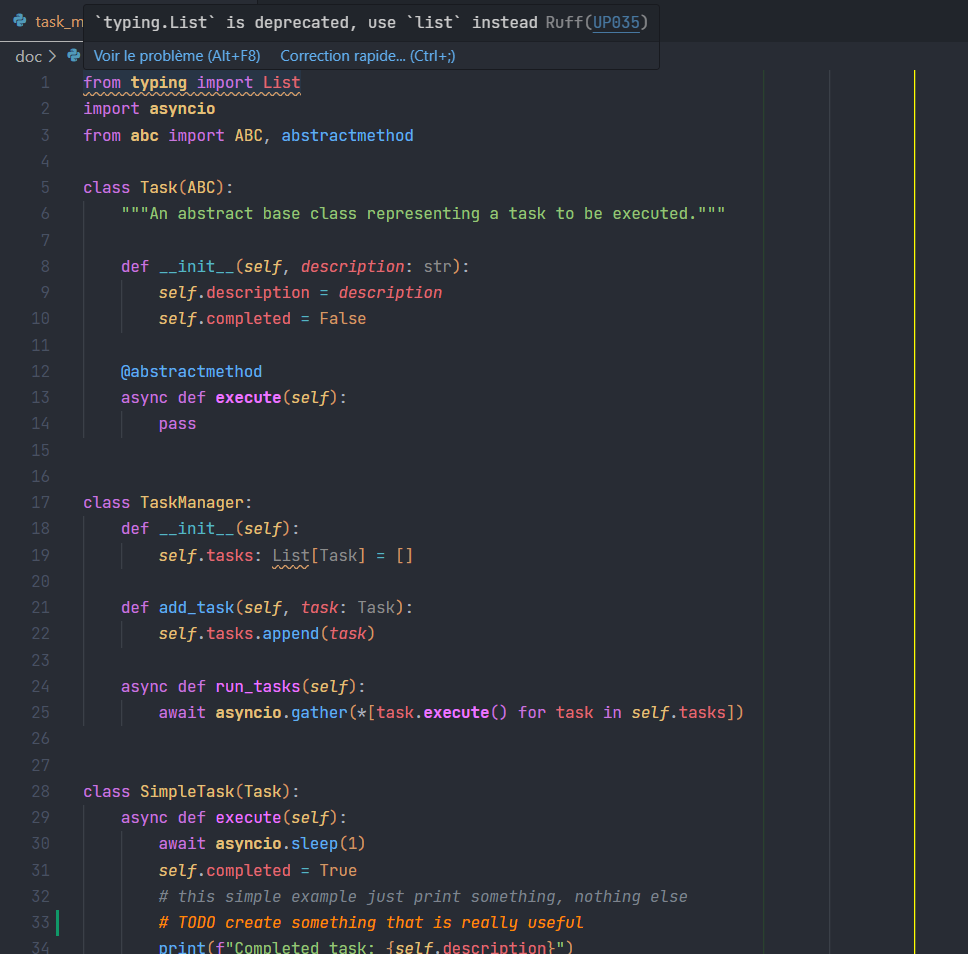 task_m
`typing.List` is deprecated, use `list` instead Ruff(UP035)
Voir le problème (Alt+F8) Correction rapide... (Ctrl+;)
doc >
1 from typing import List
2 import asyncio
3 from abc import ABC, abstractmethod
4
5 class Task(ABC):
6     """An abstract base class representing a task to be executed."""
7
8     def __init__(self, description: str):
9         self.description = description
10         self.completed = False
11
12     @abstractmethod
13     async def execute(self):
14         pass
15
16
17 class TaskManager:
18     def __init__(self):
19         self.tasks: List[Task] = []
20
21     def add_task(self, task: Task):
22         self.tasks.append(task)
23
24     async def run_tasks(self):
25         await asyncio.gather(*[task.execute() for task in self.tasks])
26
27
28 class SimpleTask(Task):
29     async def execute(self):
30         await asyncio.sleep(1)
31         self.completed = True
32         # this simple example just print something, nothing else
33         # TODO create something that is really useful
34         print(f"Completed task: {self.description}")